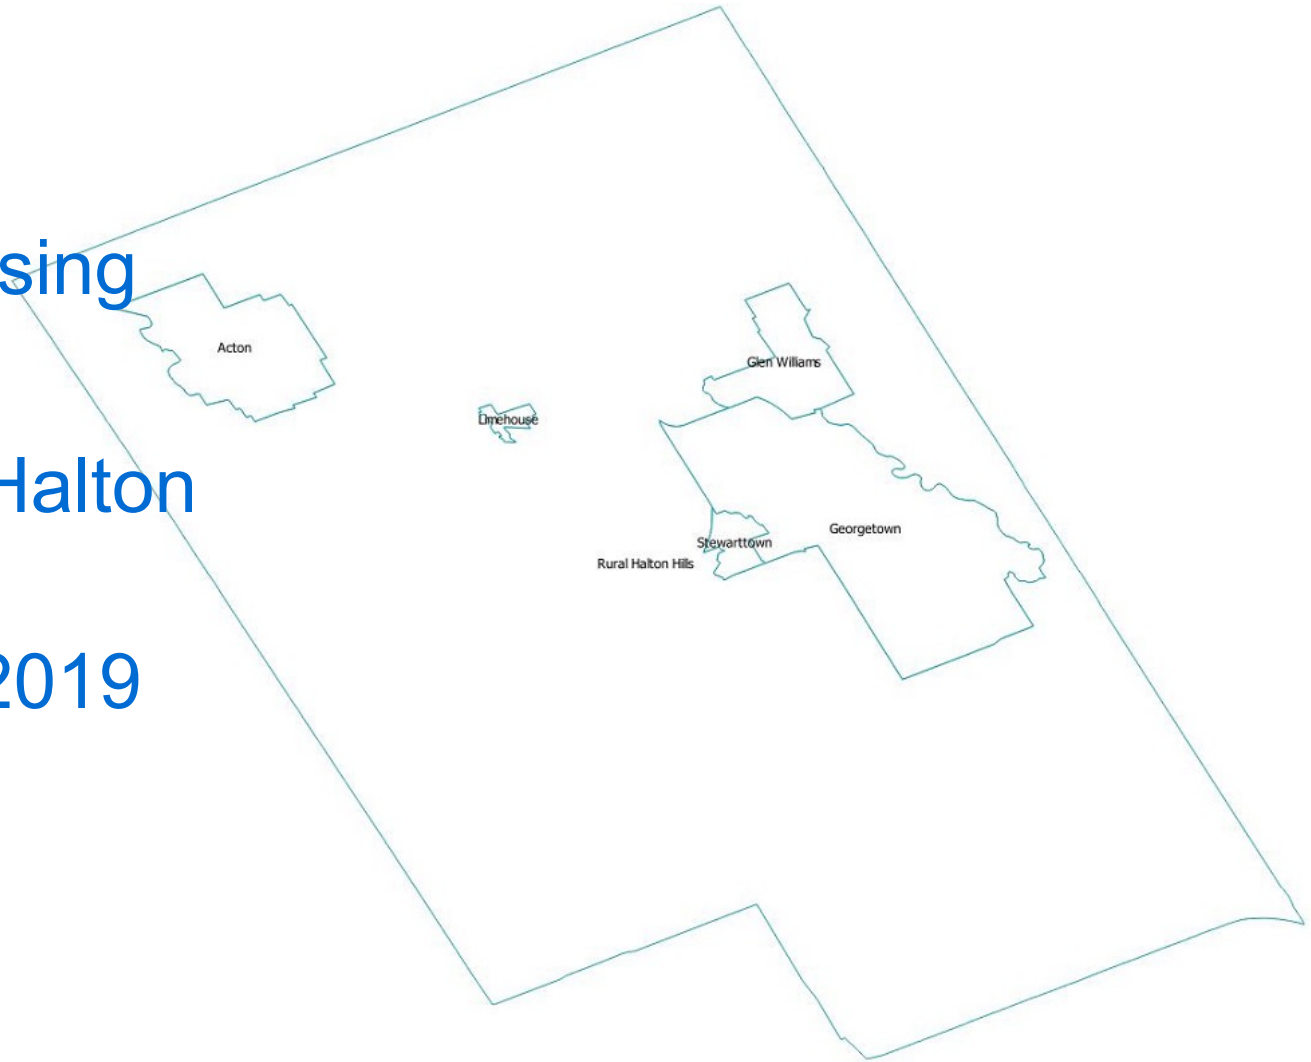 sing
Acton
Glen Williams
Limehouse
Halton
Georgetown
Stewarttown
Rural Halton Hills
2019